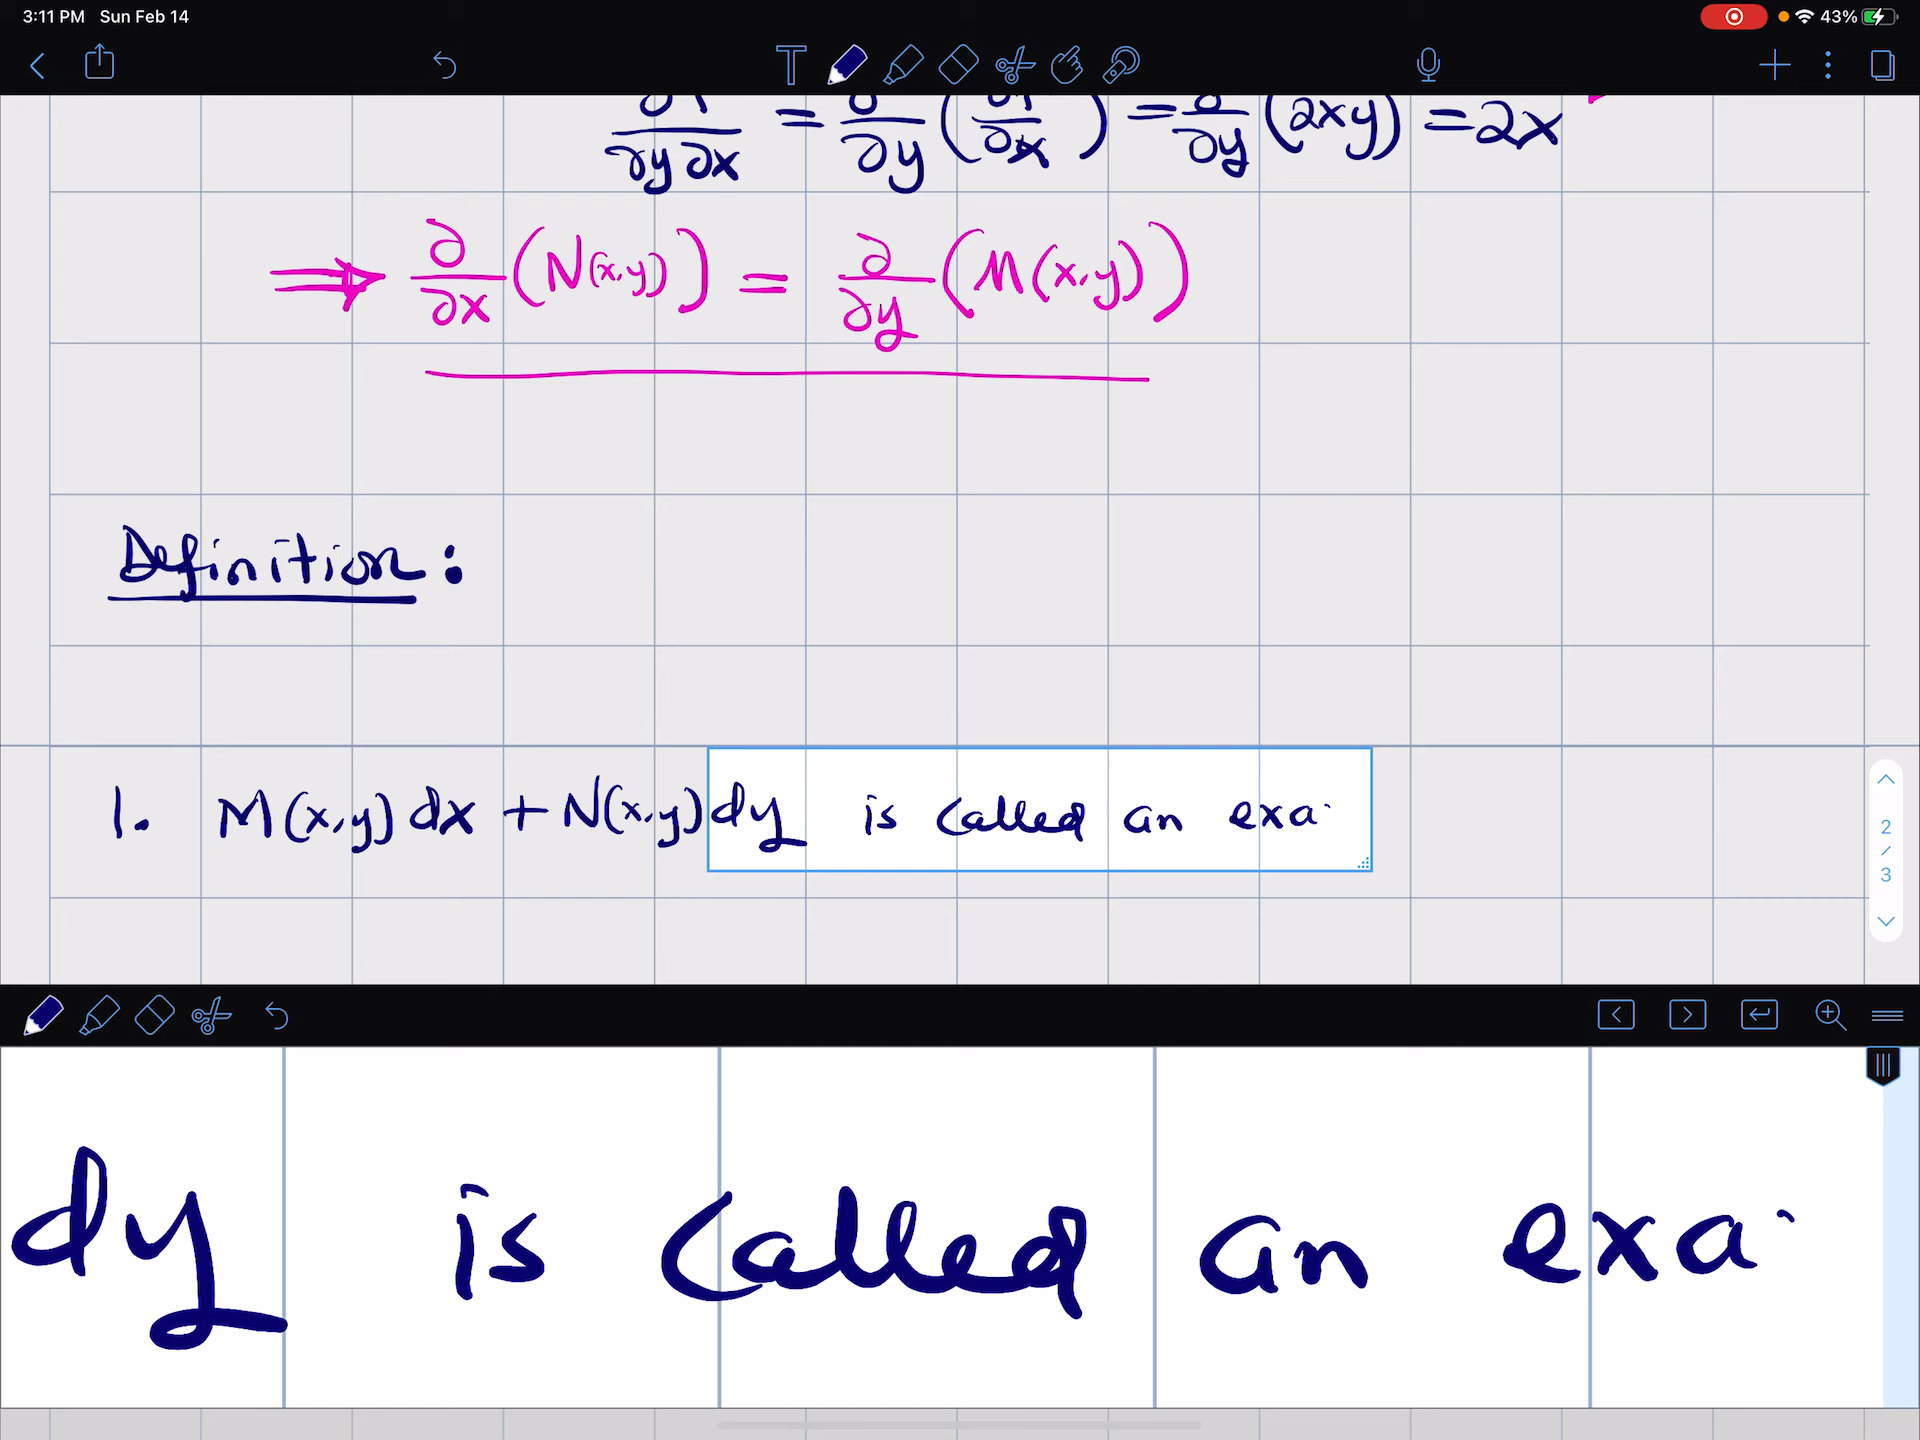 3:11 PM Sun Feb 14
43%
∂y∂x = ∂/∂y ( /∂x ) = /∂y (2xy) = 2x
⇒ ∂/∂x (N(x,y)) = ∂/∂y (M(x,y))
Definition:
1. M(x,y) dx + N(x,y) dy is called an exa
2 / 3
dy is called an exa